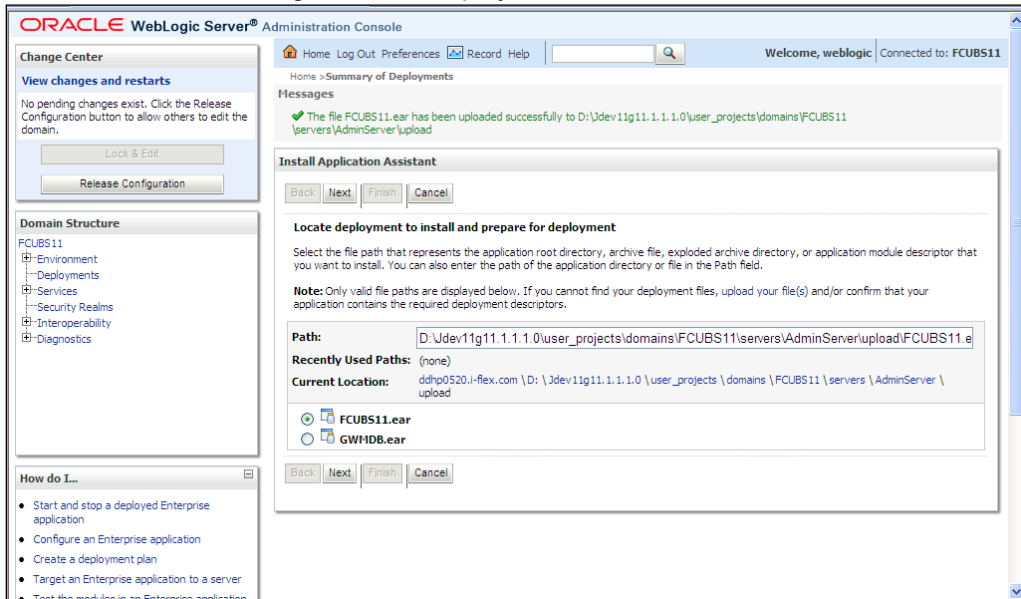 ORACLE WebLogic Server® Administration Console
Change Center
View changes and restarts
No pending changes exist. Click the Release
Configuration button to allow others to edit the
domain.
Lock & Edit
Release Configuration
Domain Structure
FCUBS11
Environment
Deployments
Services
Security Realms
Interoperability
Diagnostics
How do I...
Start and stop a deployed Enterprise
application
Configure an Enterprise application
Create a deployment plan
Target an Enterprise application to a server
Test the modules in an Enterprise application
Home Log Out Preferences Record Help
Welcome, weblogic Connected to: FCUBS11
Home >Summary of Deployments
Messages
The file FCUBS11.ear has been uploaded successfully to D:\Jdev11g11.1.1.1.0\user_projects\domains\FCUBS11
\servers\AdminServer\upload
Install Application Assistant
Back Next Finish Cancel
Locate deployment to install and prepare for deployment
Select the file path that represents the application root directory, archive file, exploded archive directory, or application module descriptor that
you want to install. You can also enter the path of the application directory or file in the Path field.
Note: Only valid file paths are displayed below. If you cannot find your deployment files, upload your file(s) and/or confirm that your
application contains the required deployment descriptors.
Path: D:\Jdev11g11.1.1.1.0\user_projects\domains\FCUBS11\servers\AdminServer\upload\FCUBS11.e
Recently Used Paths: (none)
Current Location: ddhp0520.i-flex.com \D: \Jdev11g11.1.1.1.0 \user_projects \domains \FCUBS11 \servers \AdminServer \
upload
FCUBS11.ear
GWMDB.ear
Back Next Finish Cancel